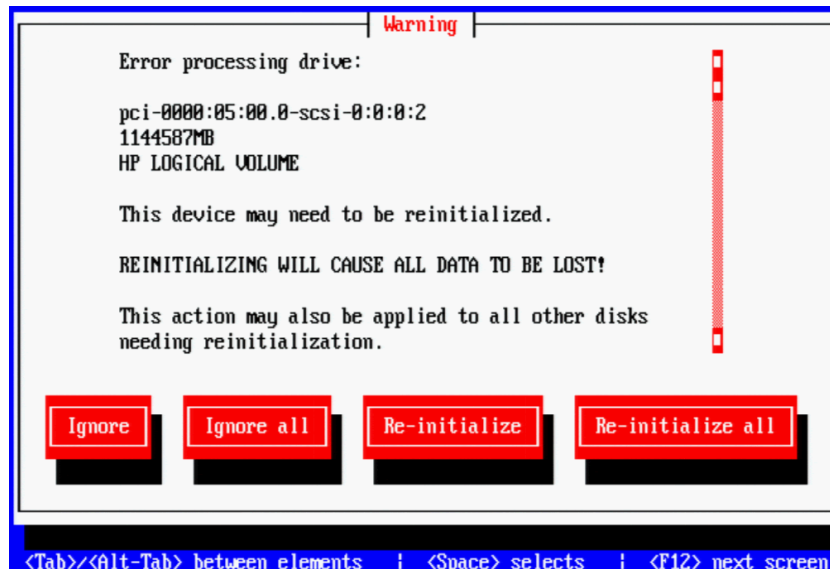 Warning
Error processing drive:
pci-0000:05:00.0-scsi-0:0:0:2
1144587MB
HP LOGICAL VOLUME
This device may need to be reinitialized.
REINITIALIZING WILL CAUSE ALL DATA TO BE LOST!
This action may also be applied to all other disks
needing reinitialization.
Ignore
Ignore all
Re-initialize
Re-initialize all
<Tab>/<Alt-Tab> between elements | <Space> selects | <F12> next screen